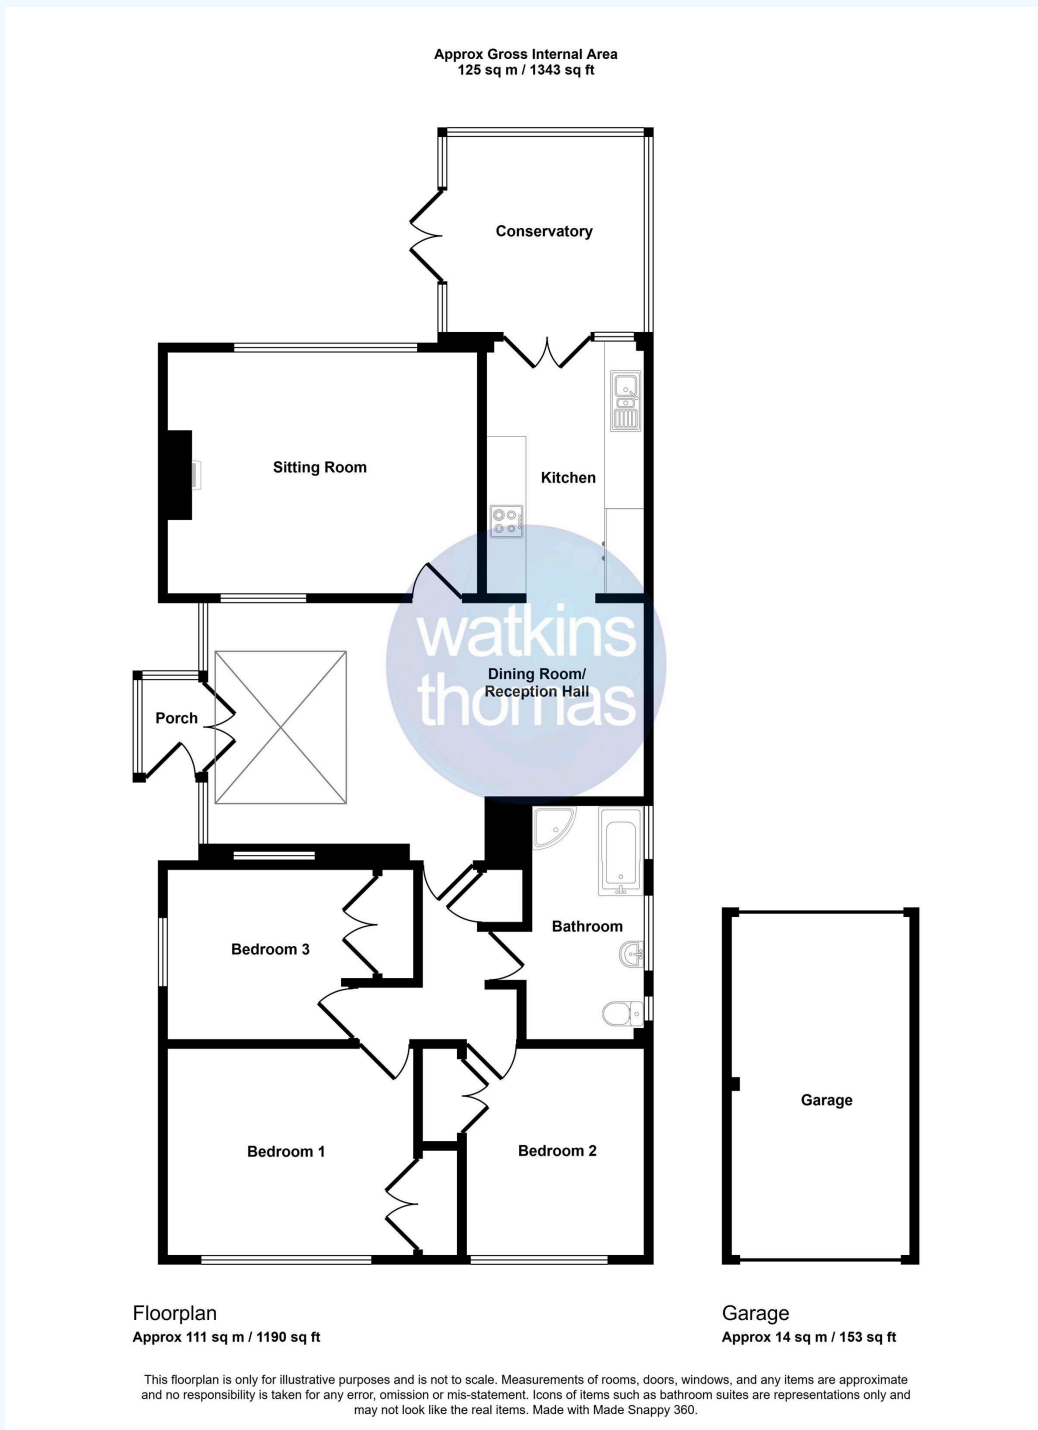 Approx Gross Internal Area
125 sq m / 1343 sq ft
Conservatory
Sitting Room
Kitchen
watkins
thomas
Dining Room/
Reception Hall
Porch
Bedroom 3
Bathroom
Bedroom 1
Bedroom 2
Garage
Floorplan
Approx 111 sq m / 1190 sq ft
Garage
Approx 14 sq m / 153 sq ft
This floorplan is only for illustrative purposes and is not to scale. Measurements of rooms, doors, windows, and any items are approximate
and no responsibility is taken for any error, omission or mis-statement. Icons of items such as bathroom suites are representations only and
may not look like the real items. Made with Made Snappy 360.